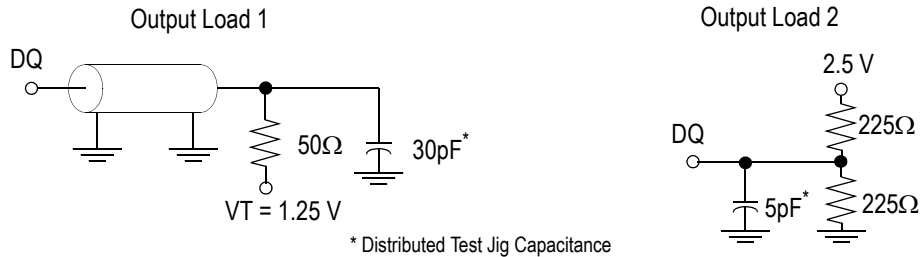 Output Load 1
DQ
50Ω
30pF*
VT = 1.25 V
* Distributed Test Jig Capacitance
Output Load 2
2.5 V
225Ω
DQ
5pF*
225Ω